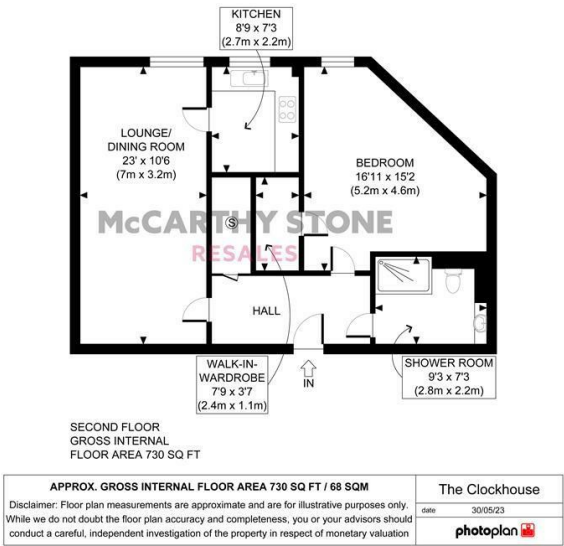 KITCHEN
8'9 x 7'3
(2.7m x 2.2m)
LOUNGE/
DINING ROOM
23' x 10'6
(7m x 3.2m)
BEDROOM
16'11 x 15'2
(5.2m x 4.6m)
S
McCARTHY STONE
RESALES
HALL
WALK-IN-
WARDROBE
7'9 x 3'7
(2.4m x 1.1m)
IN
SHOWER ROOM
9'3 x 7'3
(2.8m x 2.2m)
SECOND FLOOR
GROSS INTERNAL
FLOOR AREA 730 SQ FT
APPROX. GROSS INTERNAL FLOOR AREA 730 SQ FT / 68 SQM
Disclaimer: Floor plan measurements are approximate and are for illustrative purposes only.
While we do not doubt the floor plan accuracy and completeness, you or your advisors should
conduct a careful, independent investigation of the property in respect of monetary valuation
The Clockhouse
date 30/05/23
photoplan